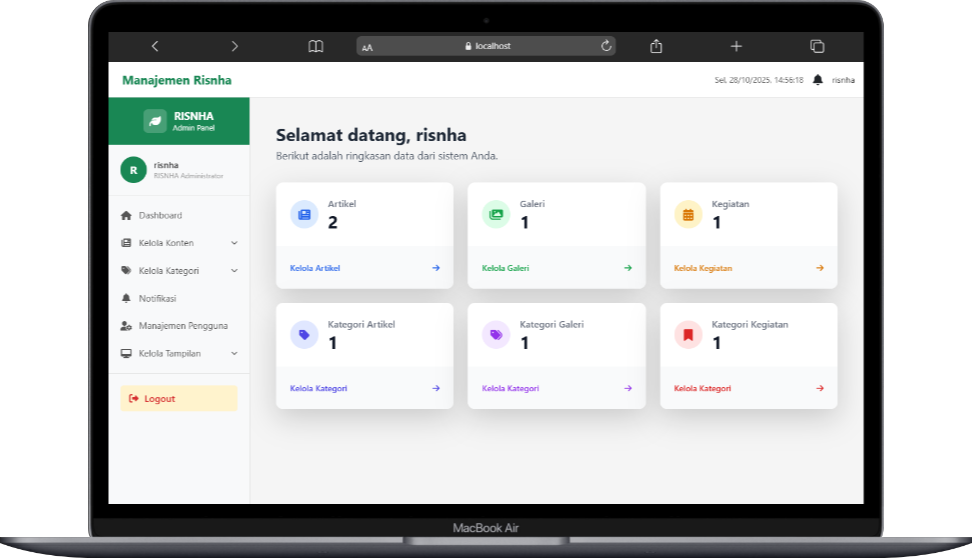 AA
localhost
Manajemen Risnha
Sel, 28/10/2025, 14:56:18
risnha
RISNHA
Admin Panel
R
risnha
RISNHA Administrator
Dashboard
Kelola Konten
Kelola Kategori
Notifikasi
Manajemen Pengguna
Kelola Tampilan
Logout
Selamat datang, risnha
Berikut adalah ringkasan data dari sistem Anda.
Artikel
2
Kelola Artikel
Galeri
1
Kelola Galeri
Kegiatan
1
Kelola Kegiatan
Kategori Artikel
1
Kelola Kategori
Kategori Galeri
1
Kelola Kategori
Kategori Kegiatan
1
Kelola Kategori
MacBook Air